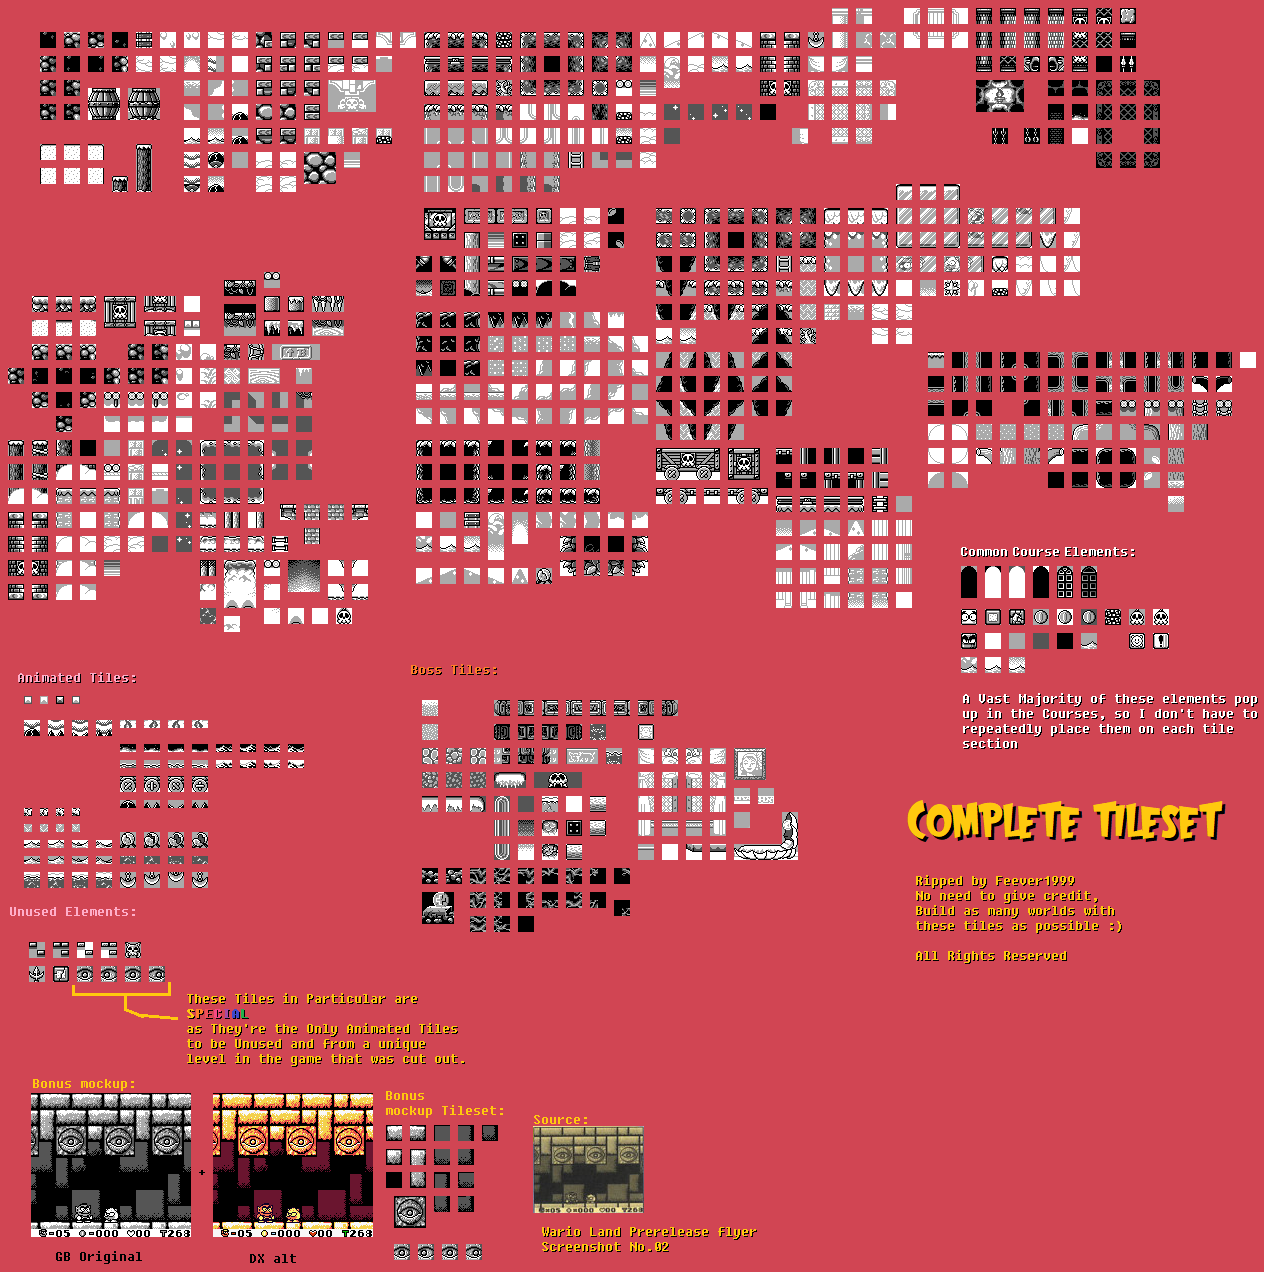 Common Course Elements:
A Vast Majority of these elements pop
up in the Courses, so I don't have to
repeatedly place them on each tile
section
Animated Tiles:
Boss Tiles:
COMPLETE TILESET
Ripped by Feever1999
No need to give credit,
Build as many worlds with
these tiles as possible :)
All Rights Reserved
Unused Elements:
These Tiles in Particular are
SPECIAL
as They're the Only Animated Tiles
to be Unused and from a unique
level in the game that was cut out.
Bonus mockup:
+
GB Original
DX alt
Bonus
mockup Tileset:
Source:
Wario Land Prerelease flyer
Screenshot No.02